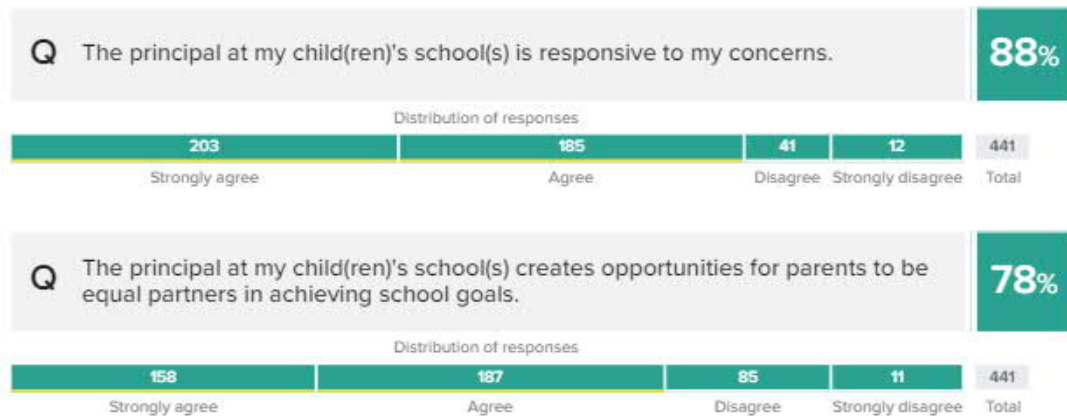 Q The principal at my child(ren)'s school(s) is responsive to my concerns. 88%
Distribution of responses
203 185 41 12 441
Strongly agree Agree Disagree Strongly disagree Total
Q The principal at my child(ren)'s school(s) creates opportunities for parents to be
equal partners in achieving school goals. 78%
Distribution of responses
158 187 85 11 441
Strongly agree Agree Disagree Strongly disagree Total